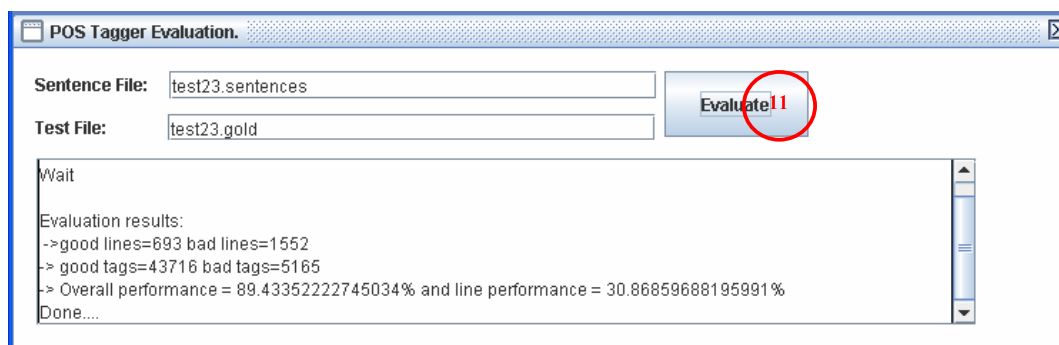 POS Tagger Evaluation.
Sentence File: test23.sentences
Evaluate 11
Test File: test23.gold
Wait
Evaluation results:
->good lines=693 bad lines=1552
-> good tags=43716 bad tags=5165
-> Overall performance = 89.43352222745034% and line performance = 30.86859688195991%
Done....